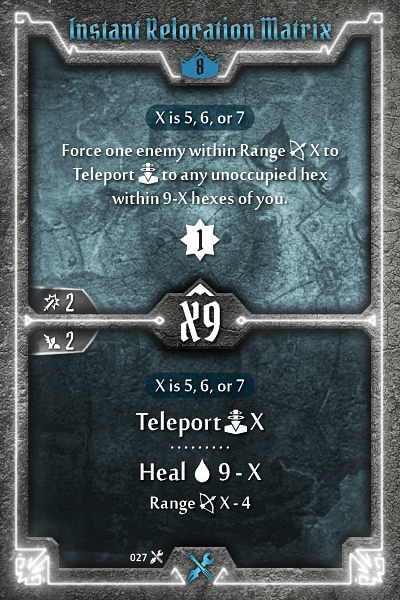 Instant Relocation Matrix
8
X is 5, 6, or 7
Force one enemy within Range X to
Teleport to any unoccupied hex
within 9-X hexes of you.
1
2
X9
2
X is 5, 6, or 7
Teleport X
Heal 9 - X
Range X - 4
027